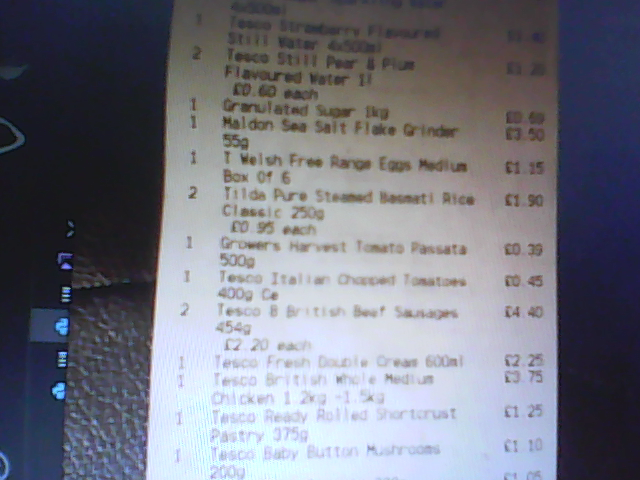 4x500ml
1 Tesco Strawberry Flavoured
Still Water 4x500ml
2 Tesco Still Pear & Plum £1.20
Flavoured Water 1l
£0.60 each
1 Granulated Sugar 1kg £0.69
1 Maldon Sea Salt Flake Grinder £3.50
55g
1 T Welsh Free Range Eggs Medium £1.15
Box Of 6
2 Tilda Pure Steamed Basmati Rice £1.90
Classic 250g
£0.95 each
1 Growers Harvest Tomato Passata £0.39
500g
1 Tesco Italian Chopped Tomatoes £0.45
400g Ce
2 Tesco 8 British Beef Sausages £4.40
454g
£2.20 each
1 Tesco Fresh Double Cream 600ml £2.25
1 Tesco British Whole Medium £3.75
Chicken 1.2kg -1.5kg
1 Tesco Ready Rolled Shortcrust £1.25
Pastry 375g
1 Tesco Baby Button Mushrooms £1.10
200g
£1.05